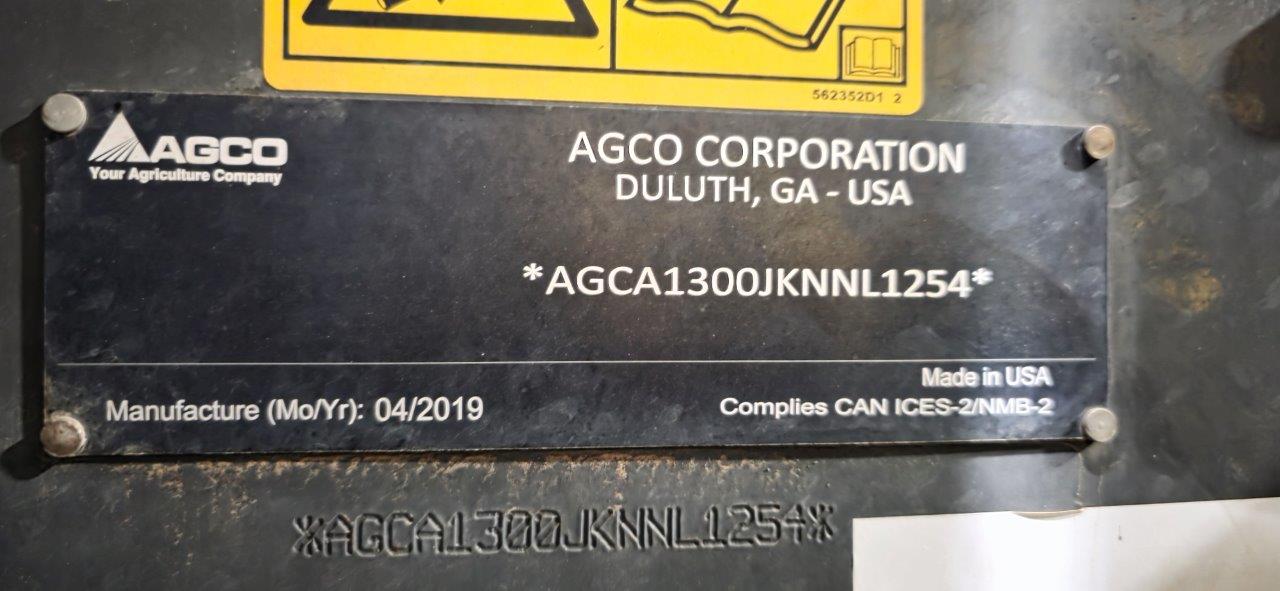 562352D1 2
AGCO
Your Agriculture Company
AGCO CORPORATION
DULUTH, GA - USA
*AGCA1300JKNNL1254*
Made in USA
Manufacture (Mo/Yr): 04/2019
Complies CAN ICES-2/NMB-2
*AGCA1300JKNNL1254*